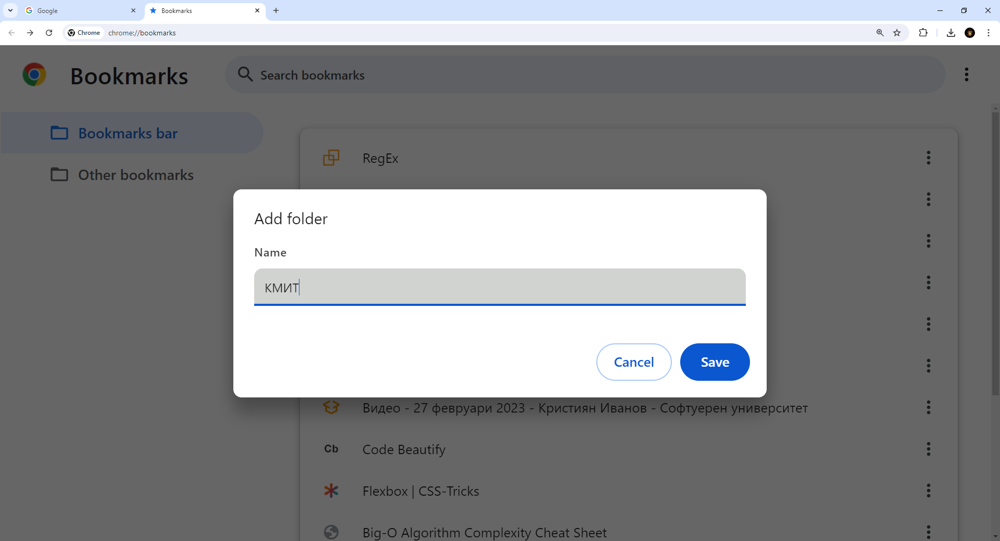 Google
Bookmarks
Chrome
chrome://bookmarks
Bookmarks
Search bookmarks
Bookmarks bar
Other bookmarks
RegEx
Add folder
Name
КМИТ
Cancel
Save
Видео - 27 февруари 2023 - Кристиян Иванов - Софтуерен университет
Cb
Code Beautify
Flexbox | CSS-Tricks
Big-O Algorithm Complexity Cheat Sheet